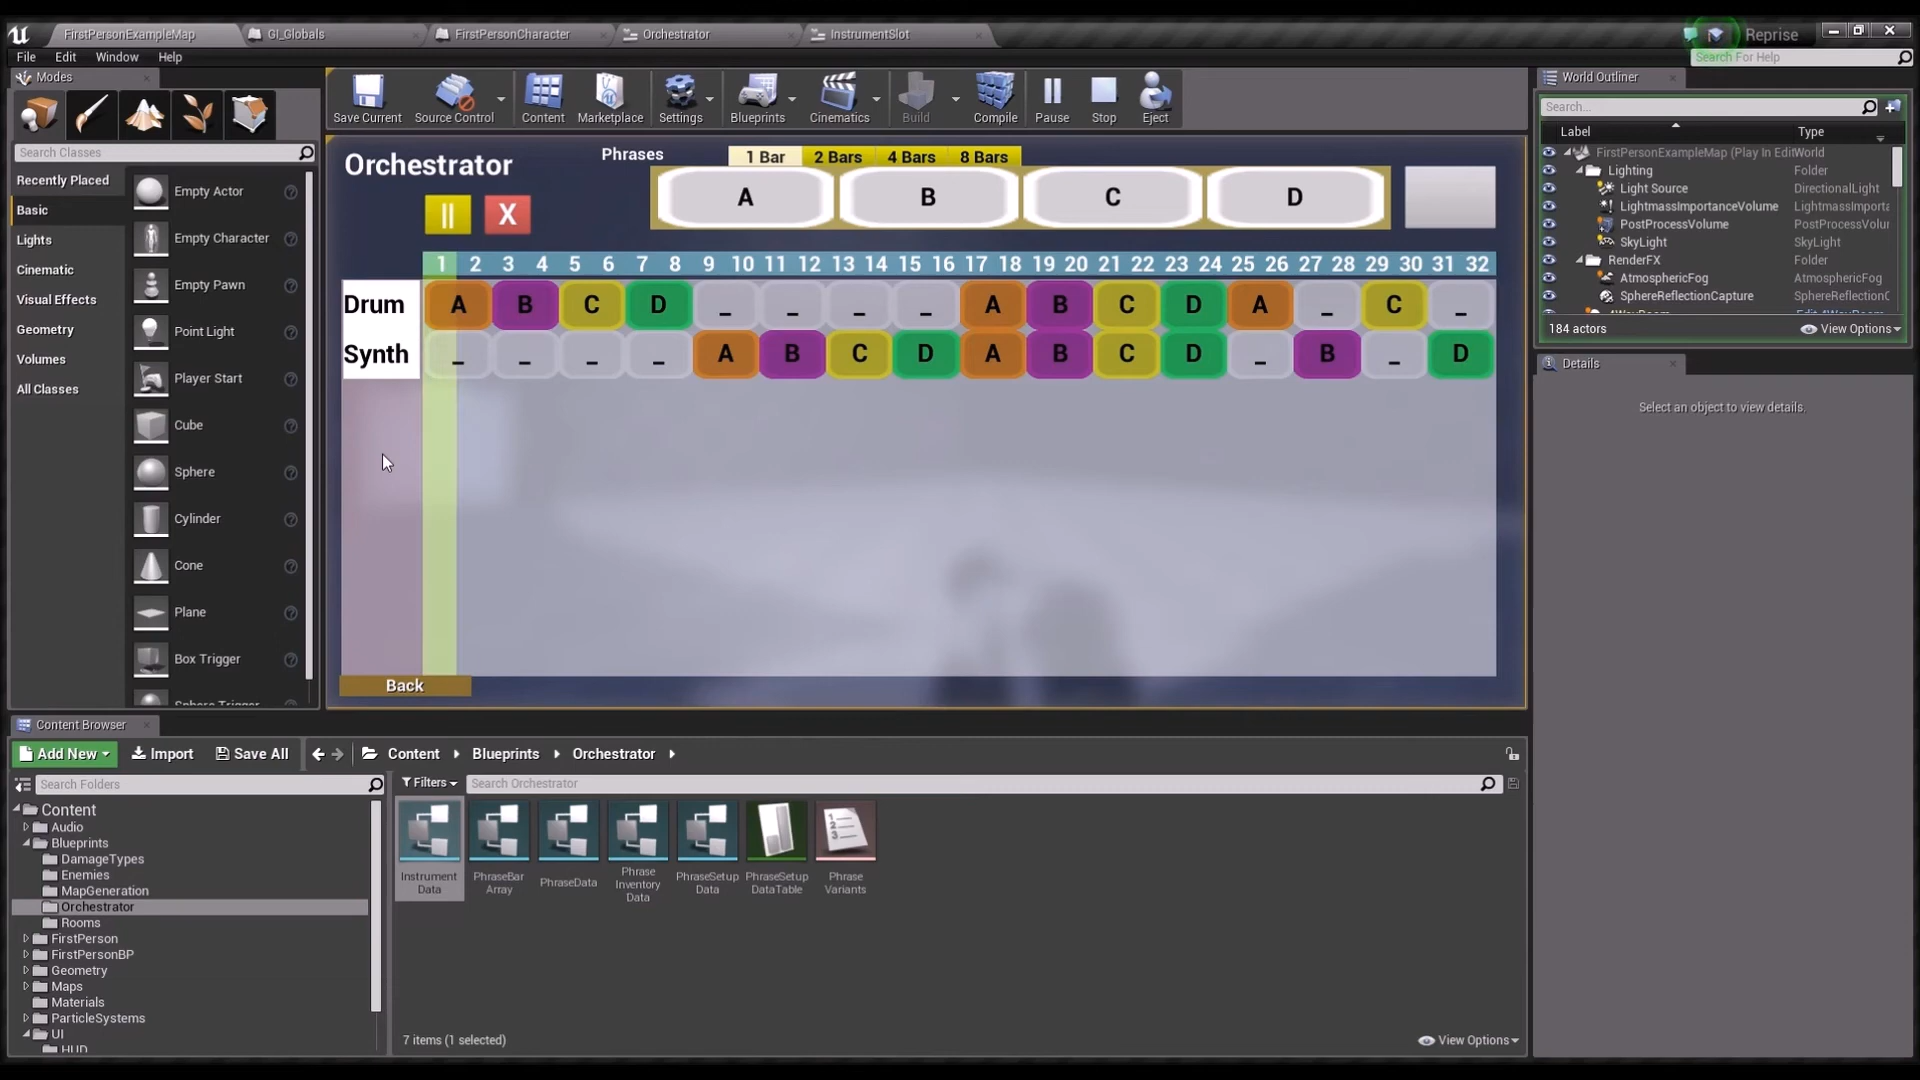 FirstPersonExampleMap
GI_Globals
FirstPersonCharacter
Orchestrator
InstrumentSlot
Reprise
File Edit Window Help
Search For Help
Modes
Search Classes
Recently Placed
Basic
Lights
Cinematic
Visual Effects
Geometry
Volumes
All Classes
Empty Actor
Empty Character
Empty Pawn
Point Light
Player Start
Cube
Sphere
Cylinder
Cone
Plane
Box Trigger
Sphere Trigger
Save Current Source Control Content Marketplace Settings Blueprints Cinematics Build Compile Pause Stop Eject
Orchestrator
Phrases
1 Bar 2 Bars 4 Bars 8 Bars
A B C D
X
1 2 3 4 5 6 7 8 9 10 11 12 13 14 15 16 17 18 19 20 21 22 23 24 25 26 27 28 29 30 31 32
Drum A B C D _ _ _ _ A B C D A _ C _
Synth _ _ _ _ A B C D A B C D _ B _ D
Back
World Outliner
Search...
Label Type
FirstPersonExampleMap (Play In Edit World
Lighting Folder
Light Source DirectionalLight
LightmassImportanceVolume LightmassImporta
PostProcessVolume PostProcessVolur
SkyLight SkyLight
RenderFX Folder
AtmosphericFog AtmosphericFog
SphereReflectionCapture SphereReflectionC
184 actors View Options
Details
Select an object to view details.
Content Browser
Add New Import Save All Content Blueprints Orchestrator
Search Folders
Filters Search Orchestrator
Content
Audio
Blueprints
DamageTypes
Enemies
MapGeneration
Orchestrator
Rooms
FirstPerson
FirstPersonBP
Geometry
Maps
Materials
ParticleSystems
UI
HUD
Instrument
Data
PhraseBar
Array
PhraseData
Phrase
Inventory
Data
PhraseSetup
Data
PhraseSetup
DataTable
Phrase
Variants
7 items (1 selected) View Options